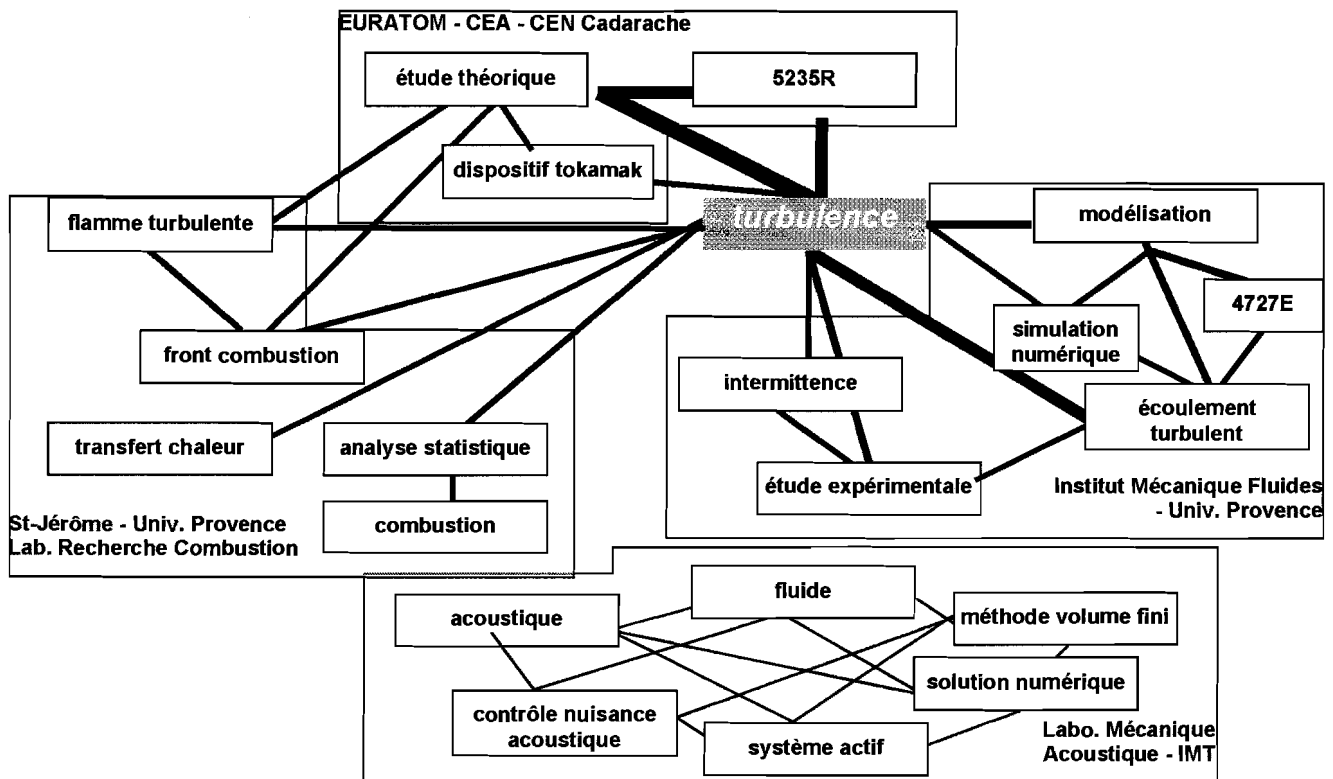 EURATOM - CEA - CEN Cadarache
étude théorique
5235R
dispositif tokamak
flamme turbulente
turbulence
modélisation
4727E
simulation
numérique
front combustion
intermittence
écoulement
turbulent
transfert chaleur
analyse statistique
étude expérimentale
Institut Mécanique Fluides
- Univ. Provence
combustion
St-Jérôme - Univ. Provence
Lab. Recherche Combustion
fluide
acoustique
méthode volume fini
solution numérique
contrôle nuisance
acoustique
système actif
Labo. Mécanique
Acoustique - IMT